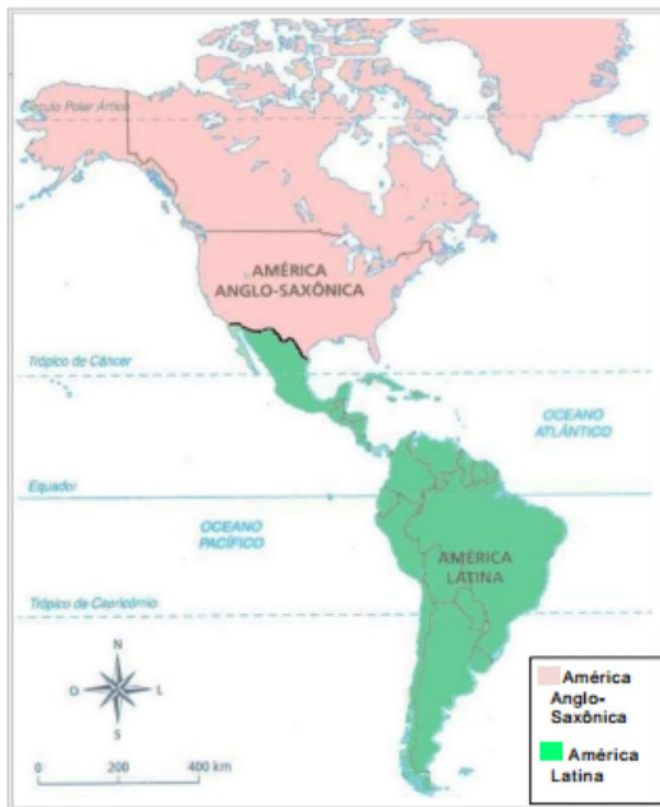 Círculo Polar Ártico
AMÉRICA
ANGLO-SAXÔNICA
Trópico de Câncer
OCEANO
ATLÂNTICO
Equador
OCEANO
PACÍFICO
AMÉRICA
LATINA
Trópico de Capricórnio
N
O
L
S
0
200
400 km
América
Anglo-
Saxônica
América
Latina